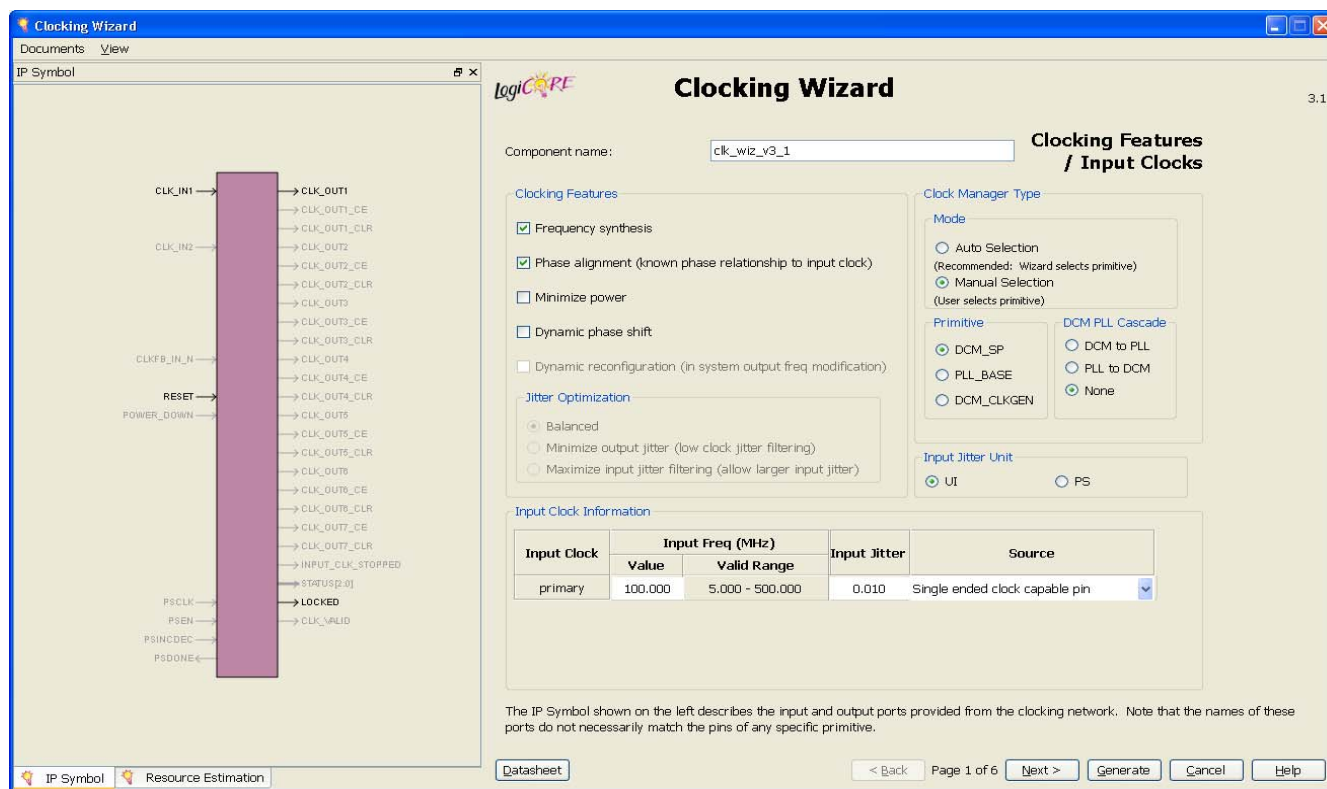 Clocking Wizard
Documents View
IP Symbol
CLK_IN1
CLK_IN2
CLKFB_IN_N
RESET
POWER_DOWN
PSCLK
PSEN
PSINCDEC
PSDONE
CLK_OUT1
CLK_OUT1_CE
CLK_OUT1_CLR
CLK_OUT2
CLK_OUT2_CE
CLK_OUT2_CLR
CLK_OUT3
CLK_OUT3_CE
CLK_OUT3_CLR
CLK_OUT4
CLK_OUT4_CE
CLK_OUT4_CLR
CLK_OUT5
CLK_OUT5_CE
CLK_OUT5_CLR
CLK_OUT6
CLK_OUT6_CE
CLK_OUT6_CLR
CLK_OUT7_CE
CLK_OUT7_CLR
INPUT_CLK_STOPPED
STATUS[2:0]
LOCKED
CLK_VALID
IP Symbol
Resource Estimation
LogiCORE
Clocking Wizard
3.1
Component name: clk_wiz_v3_1
Clocking Features
/ Input Clocks
Clocking Features
Frequency synthesis
Phase alignment (known phase relationship to input clock)
Minimize power
Dynamic phase shift
Dynamic reconfiguration (in system output freq modification)
Jitter Optimization
Balanced
Minimize output jitter (low clock jitter filtering)
Maximize input jitter filtering (allow larger input jitter)
Clock Manager Type
Mode
Auto Selection
(Recommended: Wizard selects primitive)
Manual Selection
(User selects primitive)
Primitive
DCM_SP
PLL_BASE
DCM_CLKGEN
DCM PLL Cascade
DCM to PLL
PLL to DCM
None
Input Jitter Unit
UI PS
Input Clock Information
Input Clock Input Freq (MHz) Input Jitter Source
Value Valid Range
primary 100.000 5.000 - 500.000 0.010 Single ended clock capable pin
The IP Symbol shown on the left describes the input and output ports provided from the clocking network. Note that the names of these
ports do not necessarily match the pins of any specific primitive.
Datasheet < Back Page 1 of 6 Next > Generate Cancel Help